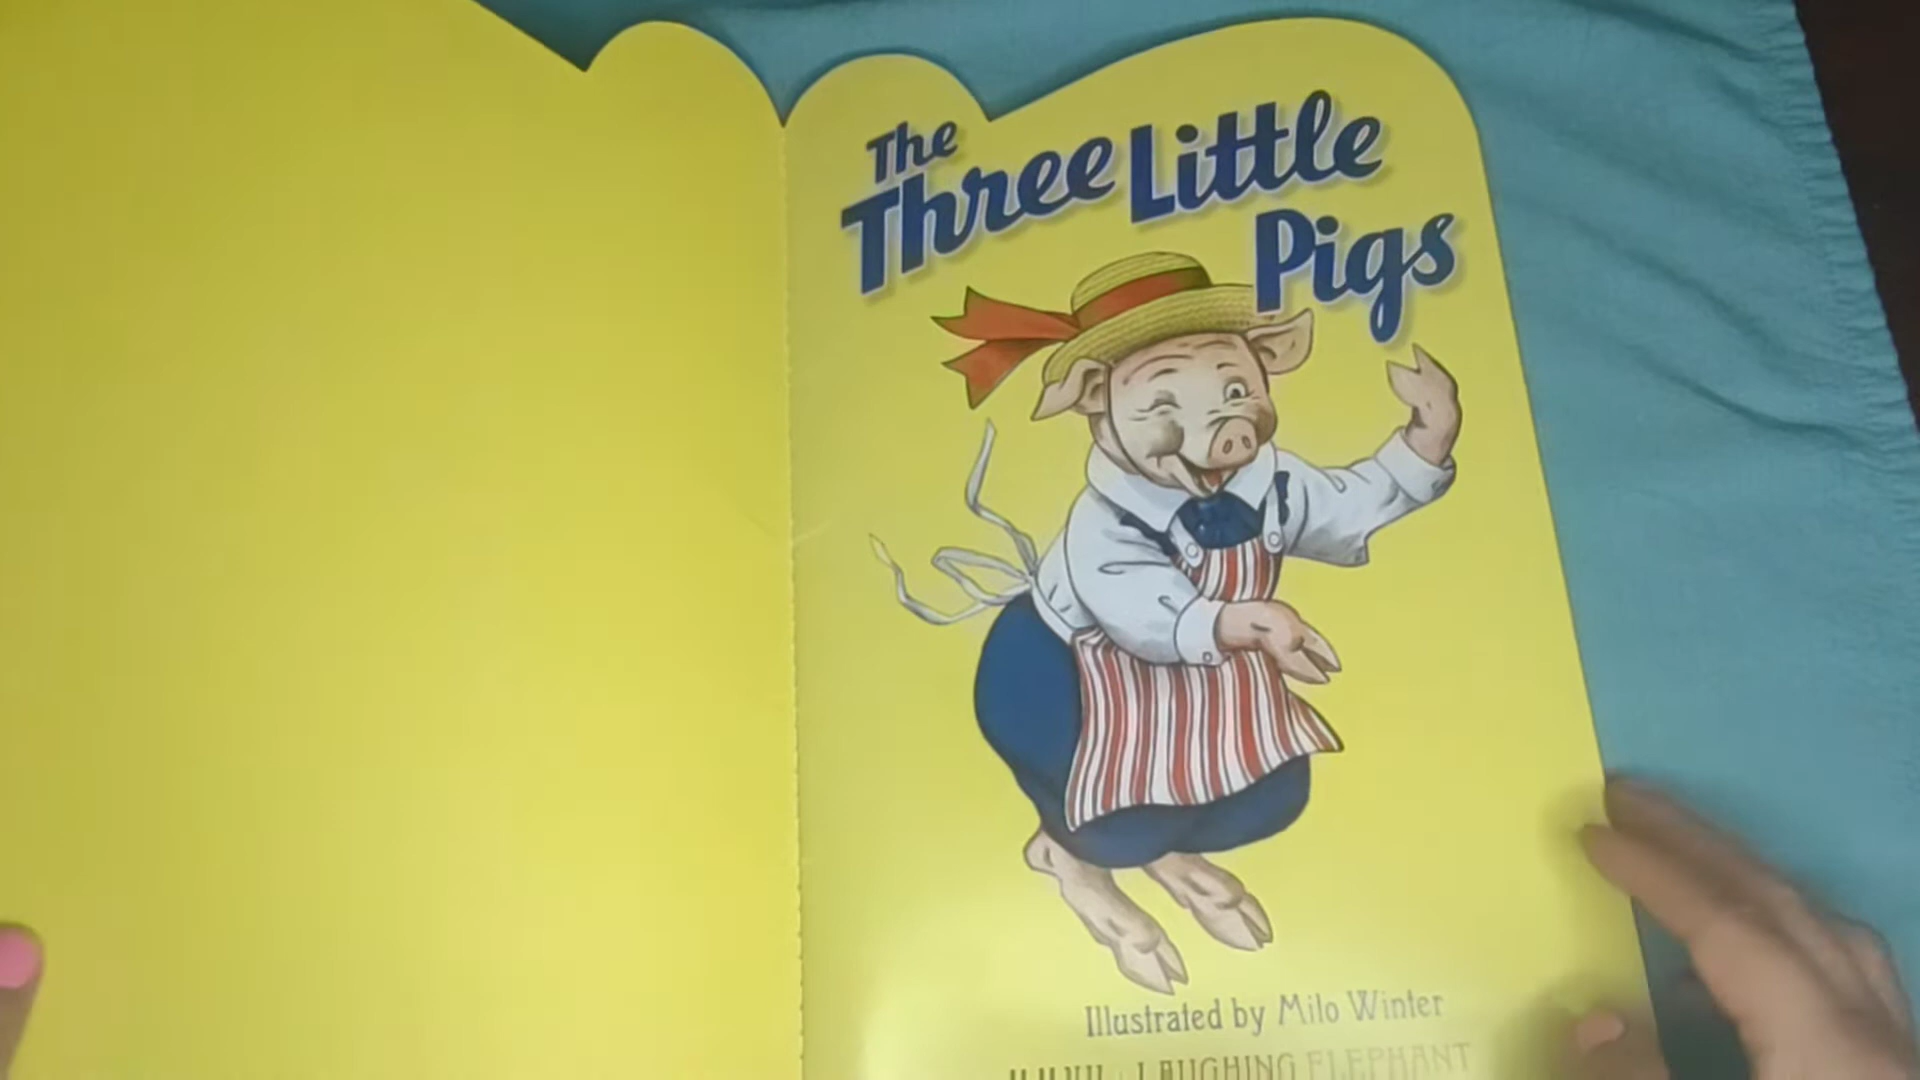 The
Three Little
Pigs
Illustrated by Milo Winter
LAUGHING ELEPHANT